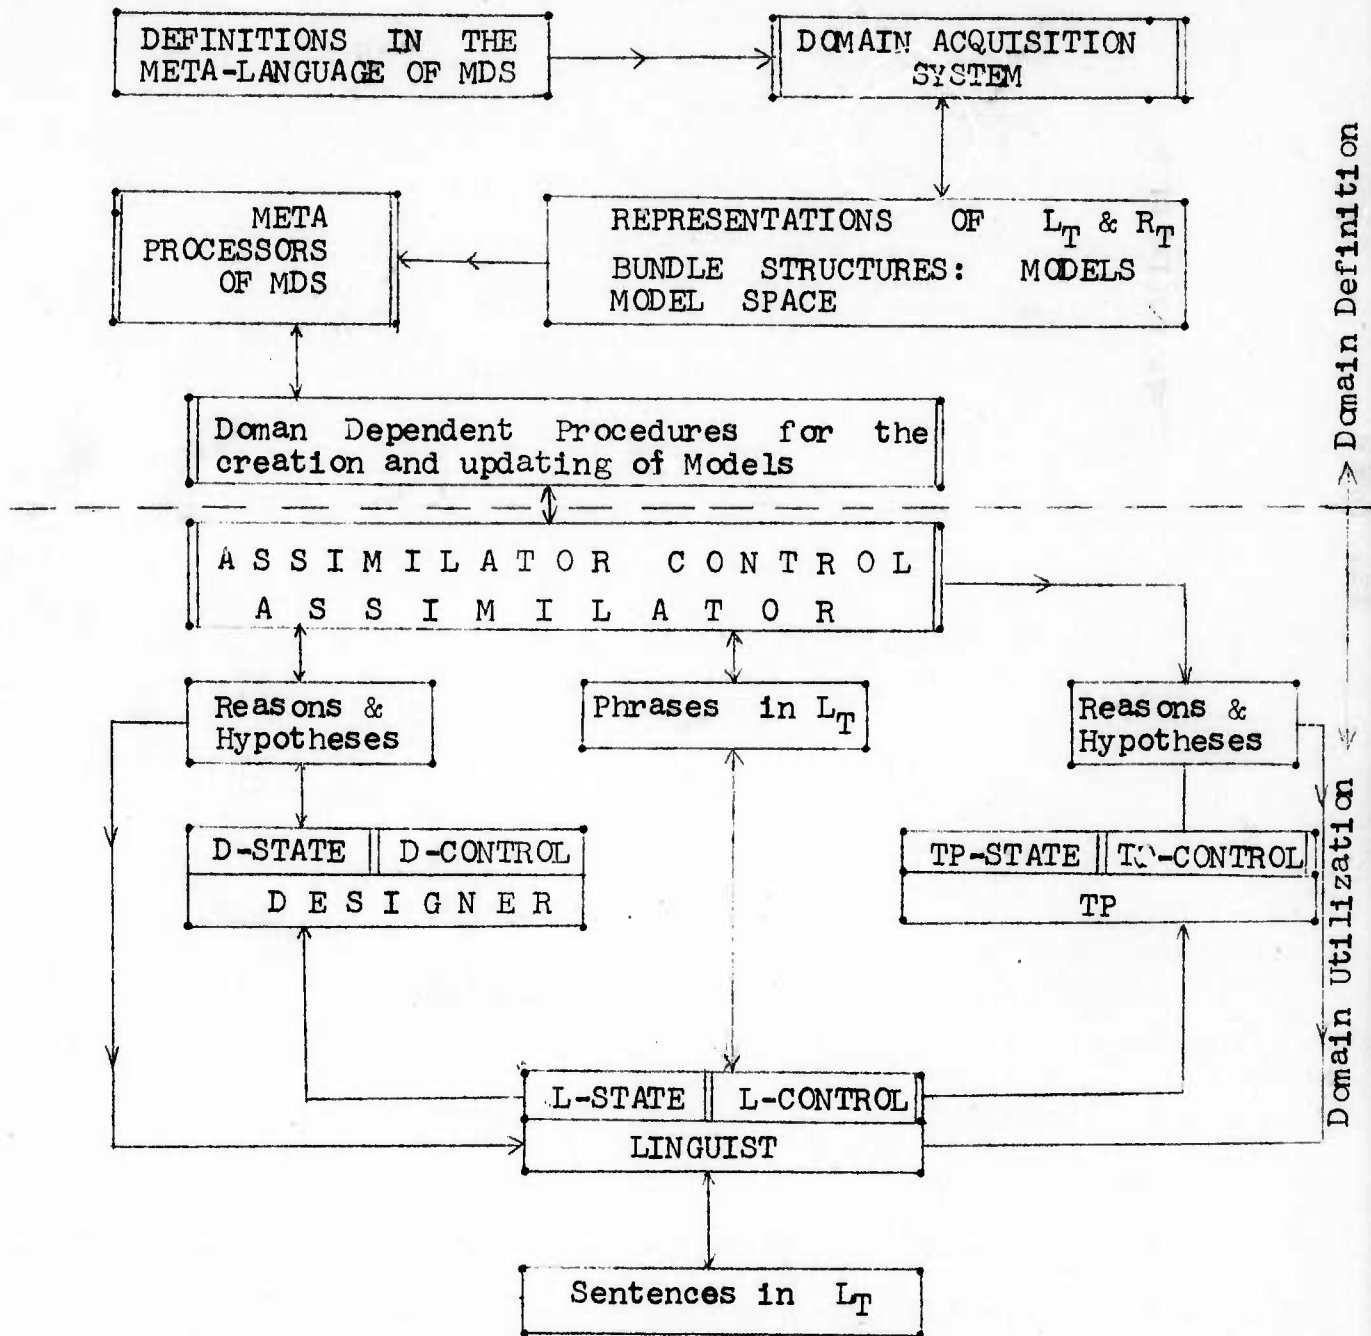 DEFINITIONS IN THE
META-LANGUAGE OF MDS
DOMAIN ACQUISITION
SYSTEM
META
PROCESSORS
OF MDS
REPRESENTATIONS OF L_T & R_T
BUNDLE STRUCTURES: MODELS
MODEL SPACE
Doman Dependent Procedures for the
creation and updating of Models
Domain Definition
ASSIMILATOR CONTROL
ASSIMILATOR
Reasons &
Hypotheses
Phrases in L_T
Reasons &
Hypotheses
D-STATE D-CONTROL
DESIGNER
TP-STATE
TP
Domain Utilization
L-STATE L-CONTROL
LINGUIST
Sentences in L_T